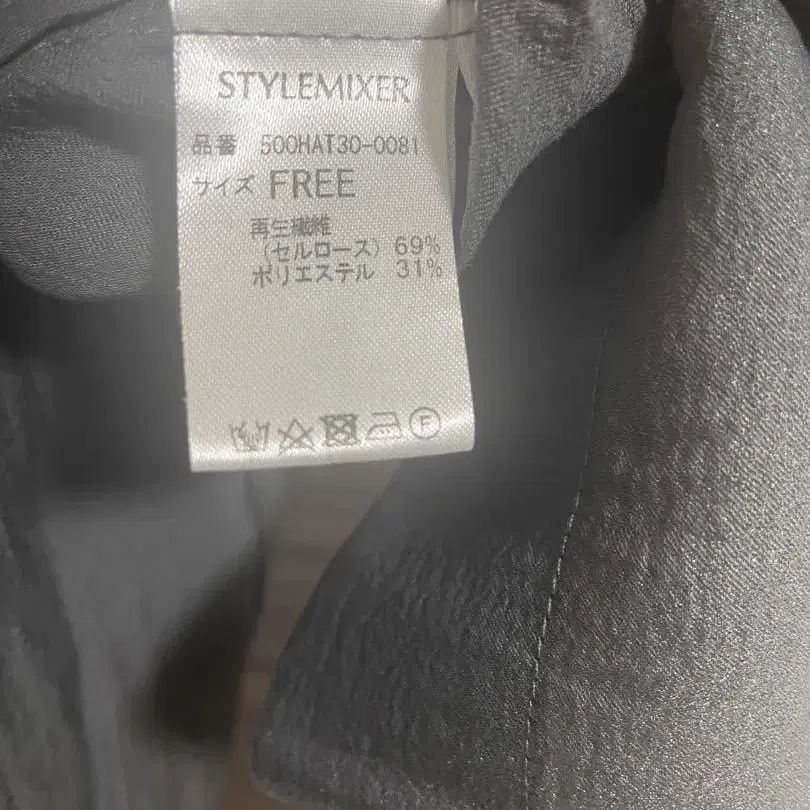 STYLEMIXER
品番 500HAT30-0081
サイズ FREE
再生繊維
(セルロース) 69%
ポリエステル 31%
F